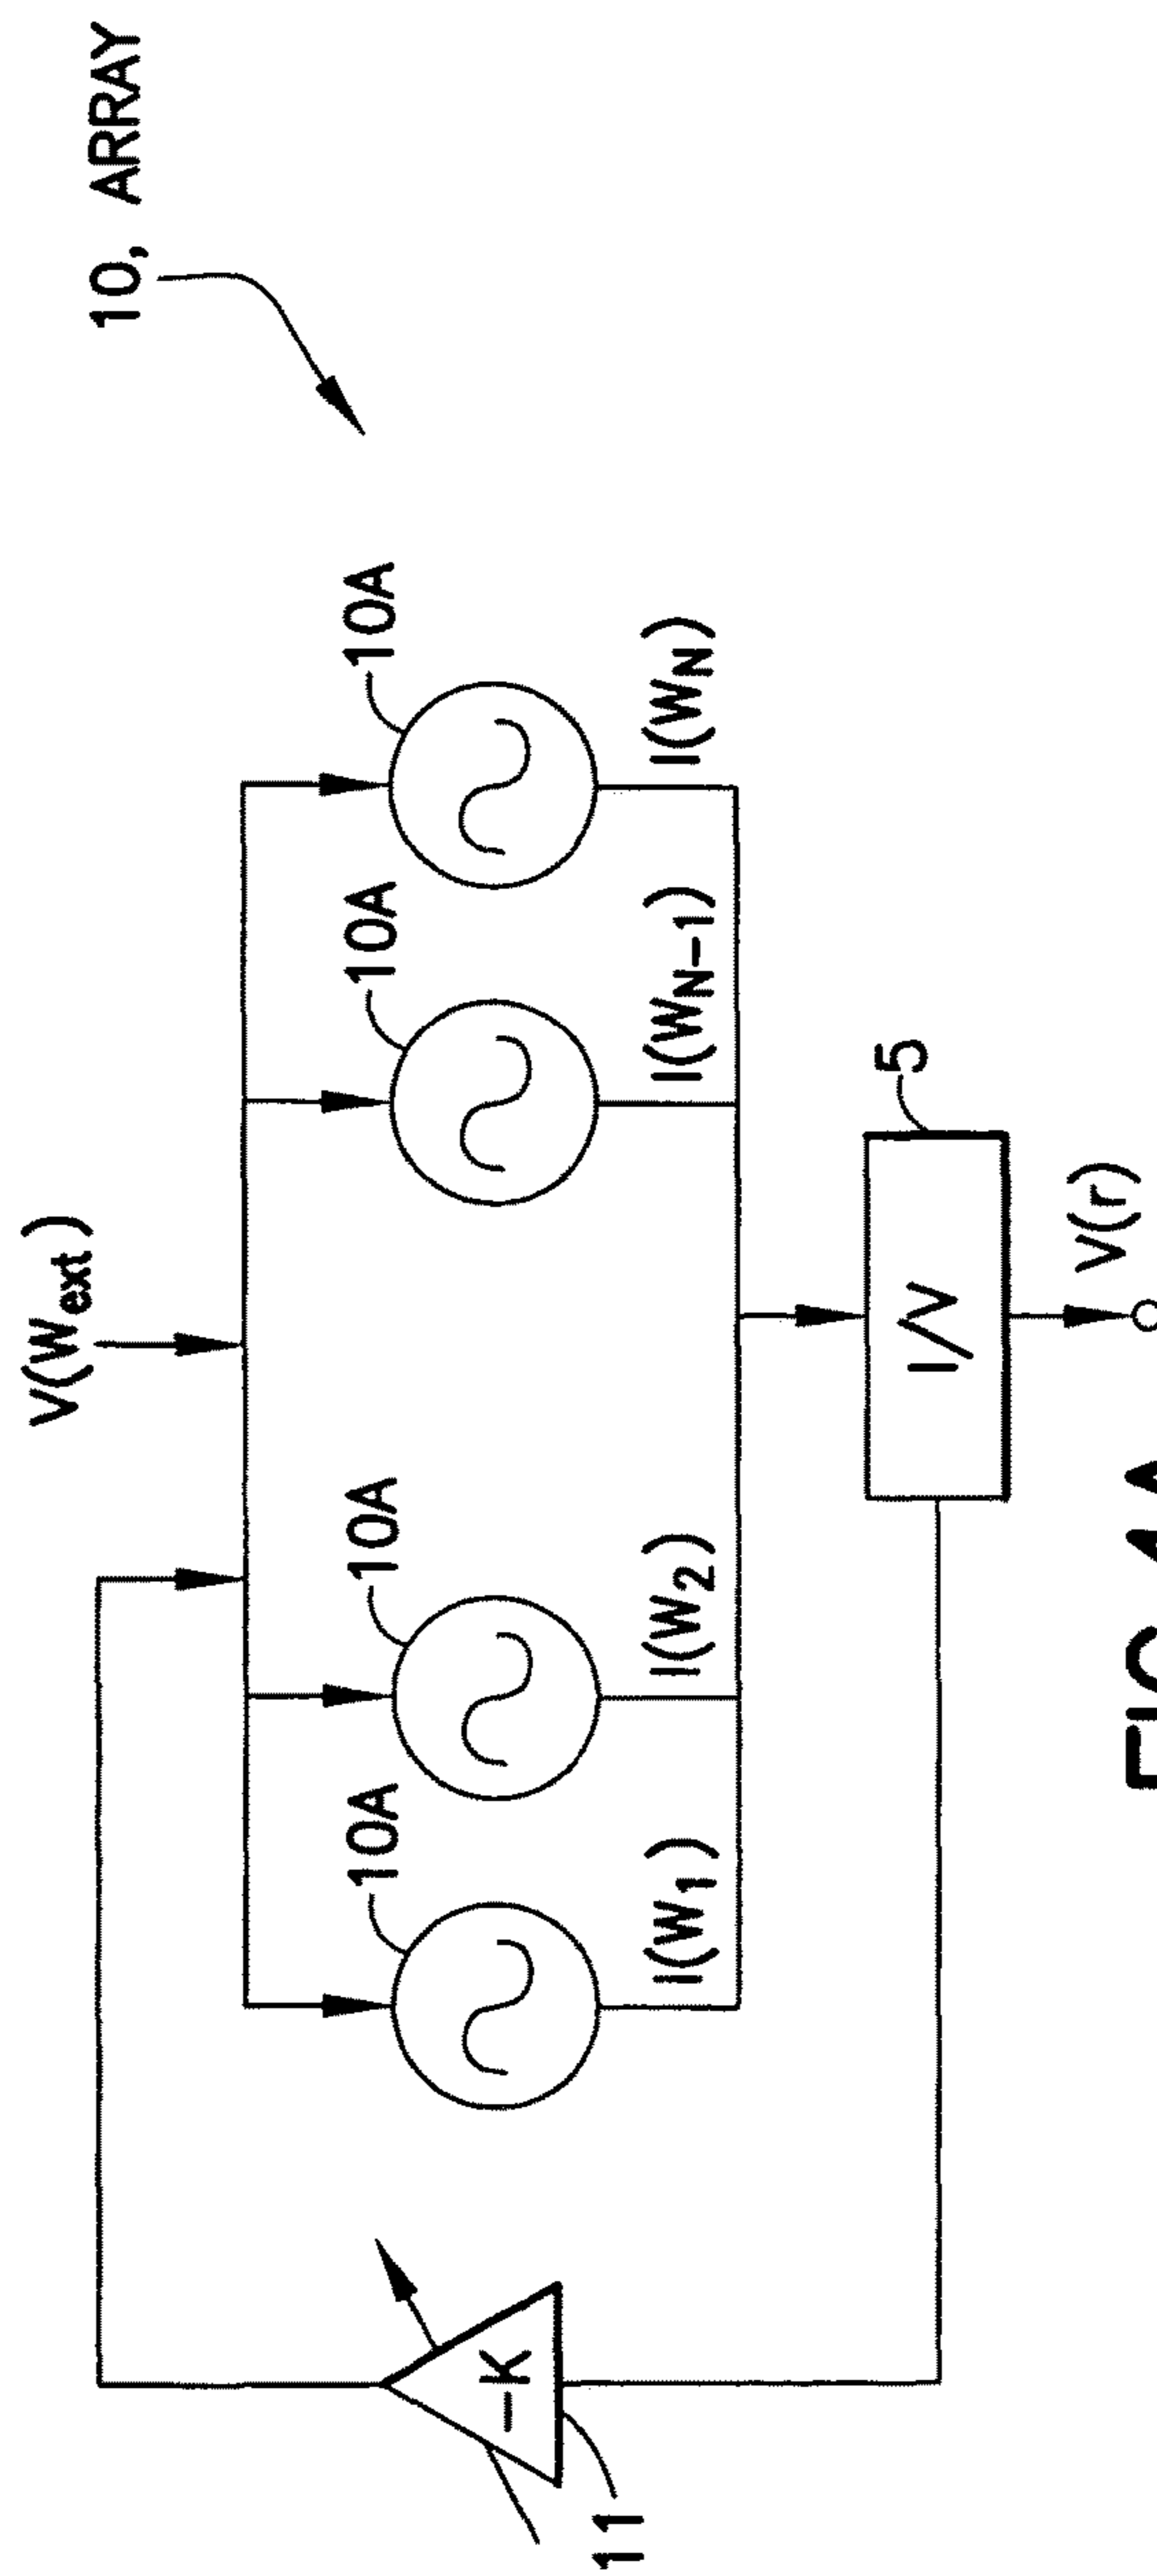 10, ARRAY
V(Wext)
10A
10A
10A
10A
I(W1)
I(W2)
I(WN-1)
I(WN)
-K
11
I/V
5
V(r)